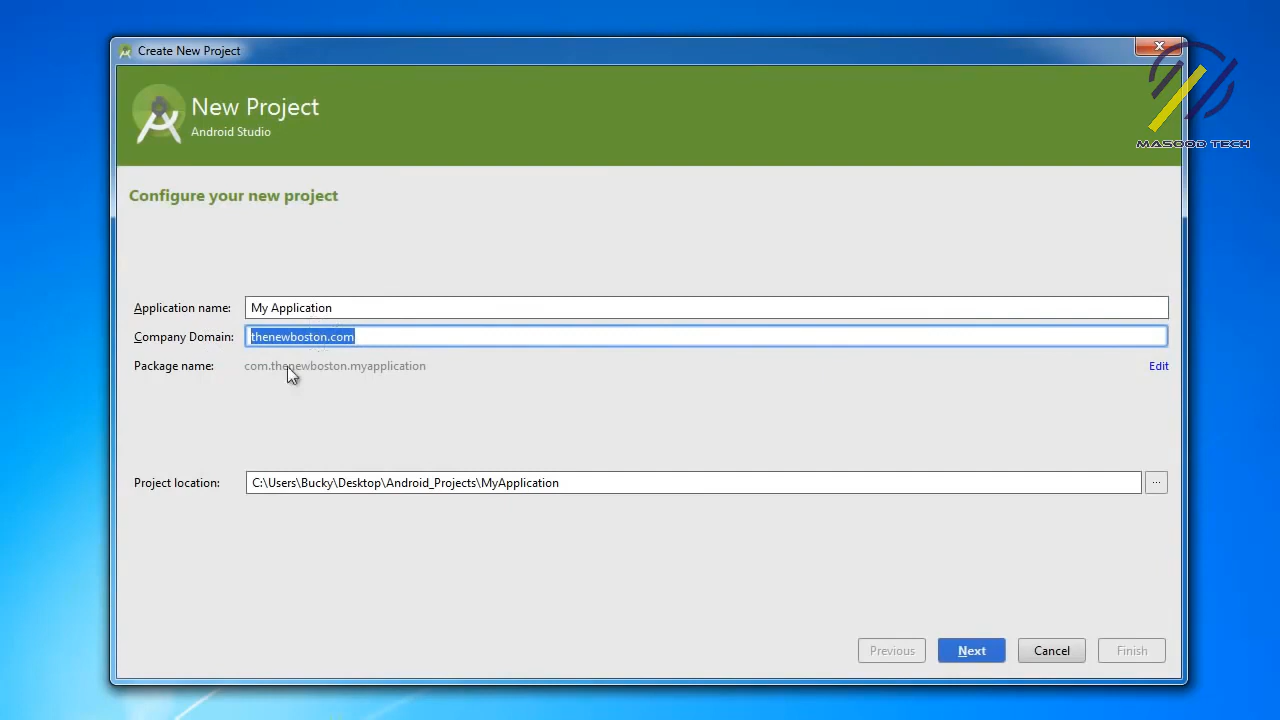 Create New Project
New Project
Android Studio
MASOOD TECH
Configure your new project
Application name: My Application
Company Domain: thenewboston.com
Package name: com.thenewboston.myapplication Edit
Project location: C:\Users\Bucky\Desktop\Android_Projects\MyApplication ...
Previous Next Cancel Finish